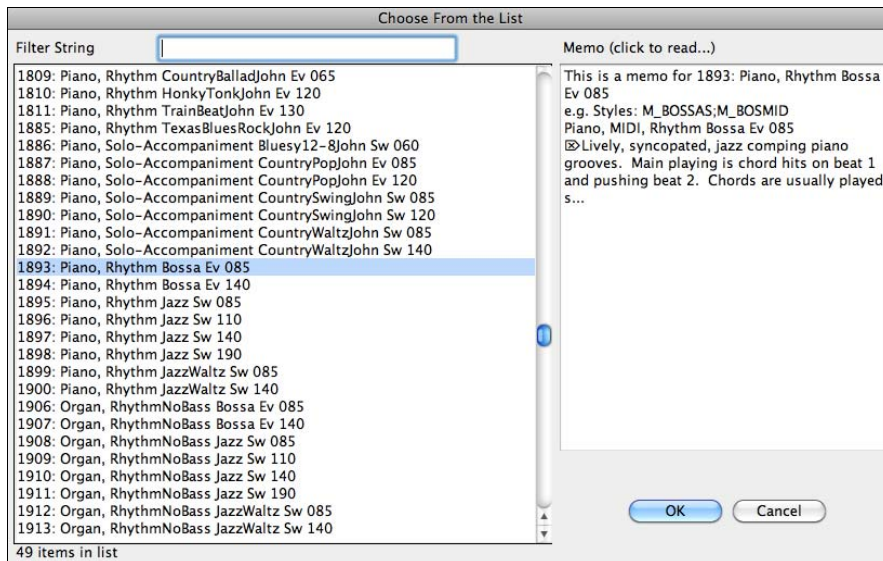 Choose From the List
Filter String
Memo (click to read...)
1809: Piano, Rhythm CountryBalladJohn Ev 065
1810: Piano, Rhythm HonkyTonkJohn Ev 120
1811: Piano, Rhythm TrainBeatJohn Ev 130
1885: Piano, Rhythm TexasBluesRockJohn Ev 120
1886: Piano, Solo-Accompaniment Bluesy12-8John Sw 060
1887: Piano, Solo-Accompaniment CountryPopJohn Ev 085
1888: Piano, Solo-Accompaniment CountryPopJohn Ev 120
1889: Piano, Solo-Accompaniment CountrySwingJohn Sw 085
1890: Piano, Solo-Accompaniment CountrySwingJohn Sw 120
1891: Piano, Solo-Accompaniment CountryWaltzJohn Sw 085
1892: Piano, Solo-Accompaniment CountryWaltzJohn Sw 140
1893: Piano, Rhythm Bossa Ev 085
1894: Piano, Rhythm Bossa Ev 140
1895: Piano, Rhythm Jazz Sw 085
1896: Piano, Rhythm Jazz Sw 110
1897: Piano, Rhythm Jazz Sw 140
1898: Piano, Rhythm Jazz Sw 190
1899: Piano, Rhythm JazzWaltz Sw 085
1900: Piano, Rhythm JazzWaltz Sw 140
1906: Organ, RhythmNoBass Bossa Ev 085
1907: Organ, RhythmNoBass Bossa Ev 140
1908: Organ, RhythmNoBass Jazz Sw 085
1909: Organ, RhythmNoBass Jazz Sw 110
1910: Organ, RhythmNoBass Jazz Sw 140
1911: Organ, RhythmNoBass Jazz Sw 190
1912: Organ, RhythmNoBass JazzWaltz Sw 085
1913: Organ, RhythmNoBass JazzWaltz Sw 140
49 items in list
This is a memo for 1893: Piano, Rhythm Bossa
Ev 085
e.g. Styles: M_BOSSAS;M_BOSMID
Piano, MIDI, Rhythm Bossa Ev 085
⌦Lively, syncopated, jazz comping piano
grooves. Main playing is chord hits on beat 1
and pushing beat 2. Chords are usually played
s...
OK
Cancel